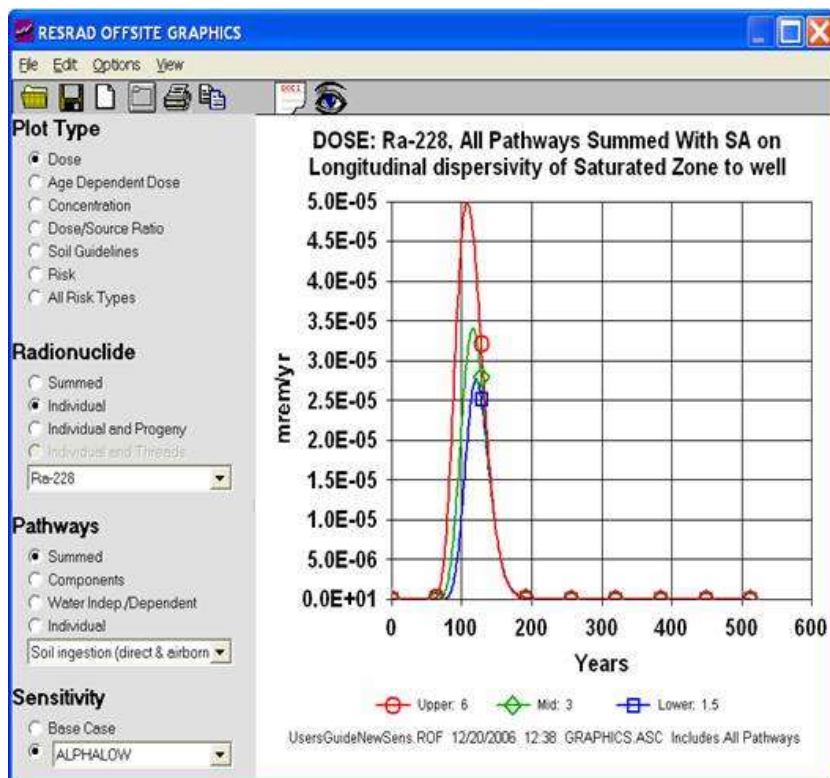 RESRAD OFFSITE GRAPHICS
File Edit Options View
Plot Type
Dose
Age Dependent Dose
Concentration
Dose/Source Ratio
Soil Guidelines
Risk
All Risk Types
Radionuclide
Summed
Individual
Individual and Progeny
Individual and Threads
Ra-228
Pathways
Summed
Components
Water Indep./Dependent
Individual
Soil ingestion (direct & airborn
Sensitivity
Base Case
ALPHALOW
DOSE: Ra-228, All Pathways Summed With SA on
Longitudinal dispersivity of Saturated Zone to well
5.0E-05
4.5E-05
4.0E-05
3.5E-05
3.0E-05
2.5E-05
2.0E-05
1.5E-05
1.0E-05
5.0E-06
0.0E+01
mrem/yr
0 100 200 300 400 500 600
Years
Upper: 6 Mid: 3 Lower: 1.5
UsersGuideNewSens.ROF 12/20/2006 12:38 GRAPHICS.ASC Includes All Pathways